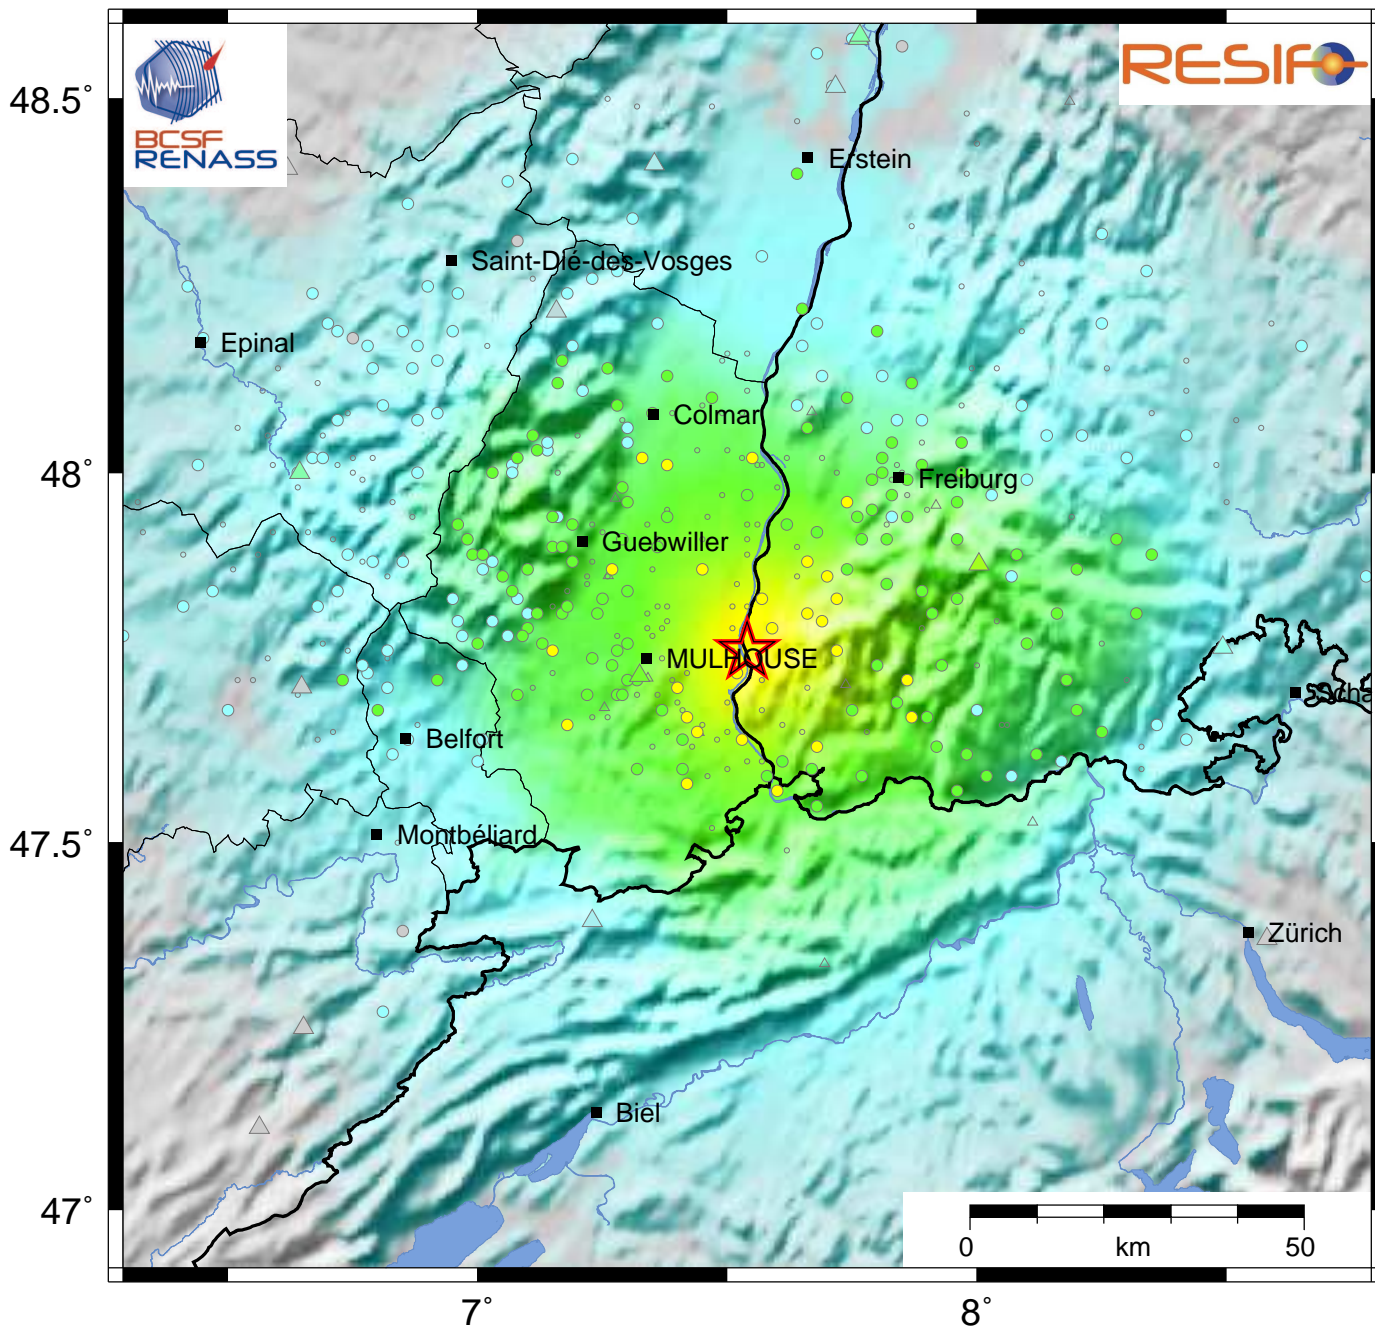 BCSF
RENASS
RESIF
48.5°
Erstein
Saint-Dié-des-Vosges
Epinal
Colmar
48°
Freiburg
Guebwiller
MULHOUSE
Belfort
Montbéliard
47.5°
Zürich
Biel
47°
0 km 50
7° 8°